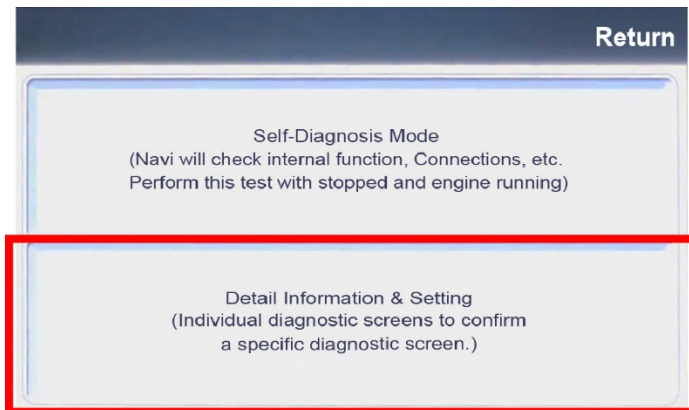 Return
Self-Diagnosis Mode
(Navi will check internal function, Connections, etc.
Perform this test with stopped and engine running)
Detail Information & Setting
(Individual diagnostic screens to confirm
a specific diagnostic screen.)